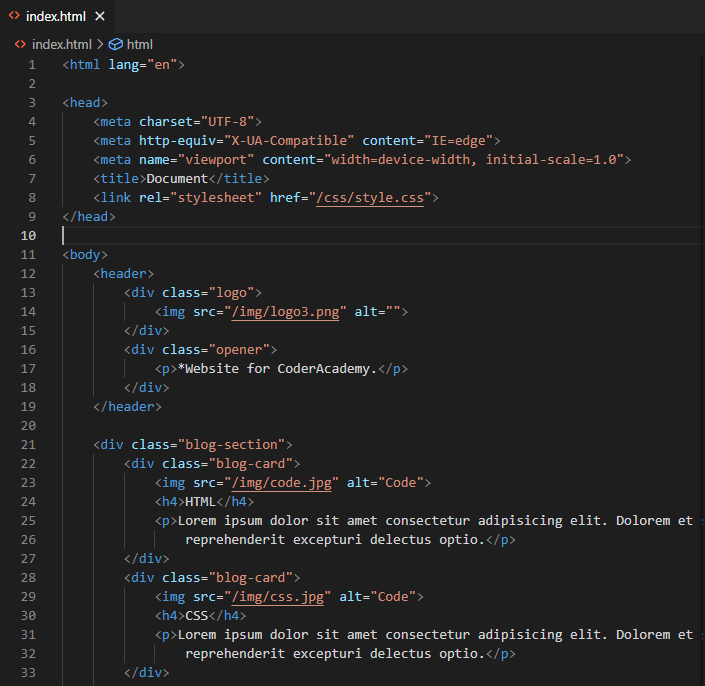 index.html ×
index.html > html
1 <html lang="en">
2
3 <head>
4     <meta charset="UTF-8">
5     <meta http-equiv="X-UA-Compatible" content="IE=edge">
6     <meta name="viewport" content="width=device-width, initial-scale=1.0">
7     <title>Document</title>
8     <link rel="stylesheet" href="/css/style.css">
9 </head>
10
11 <body>
12     <header>
13         <div class="logo">
14             <img src="/img/logo3.png" alt="">
15         </div>
16         <div class="opener">
17             <p>*Website for CoderAcademy.</p>
18         </div>
19     </header>
20
21     <div class="blog-section">
22         <div class="blog-card">
23             <img src="/img/code.jpg" alt="Code">
24             <h4>HTML</h4>
25             <p>Lorem ipsum dolor sit amet consectetur adipisicing elit. Dolorem et
26                 reprehenderit excepturi delectus optio.</p>
27         </div>
28         <div class="blog-card">
29             <img src="/img/css.jpg" alt="Code">
30             <h4>CSS</h4>
31             <p>Lorem ipsum dolor sit amet consectetur adipisicing elit. Dolorem et
32                 reprehenderit excepturi delectus optio.</p>
33         </div>